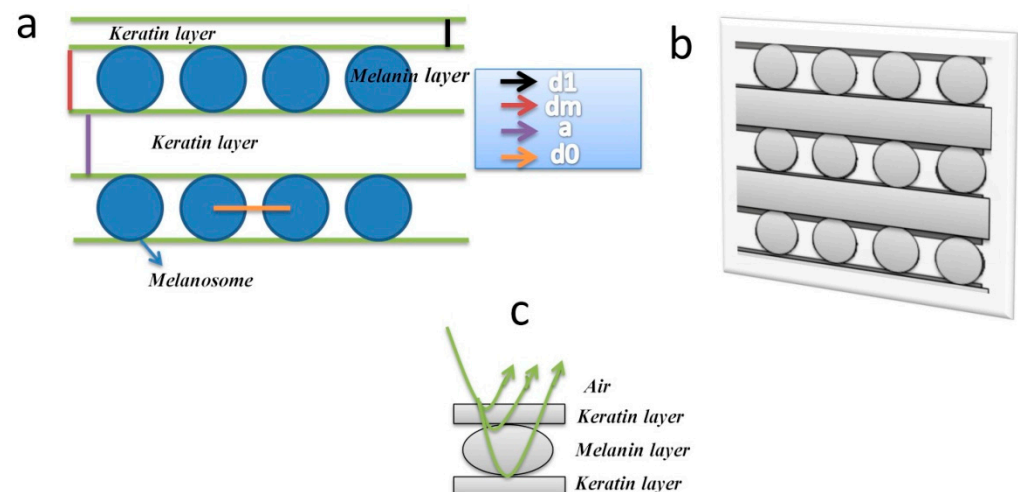 a
Keratin layer
Melanin layer
Keratin layer
Melanosome
d1
dm
a
d0
b
c
Air
Keratin layer
Melanin layer
Keratin layer